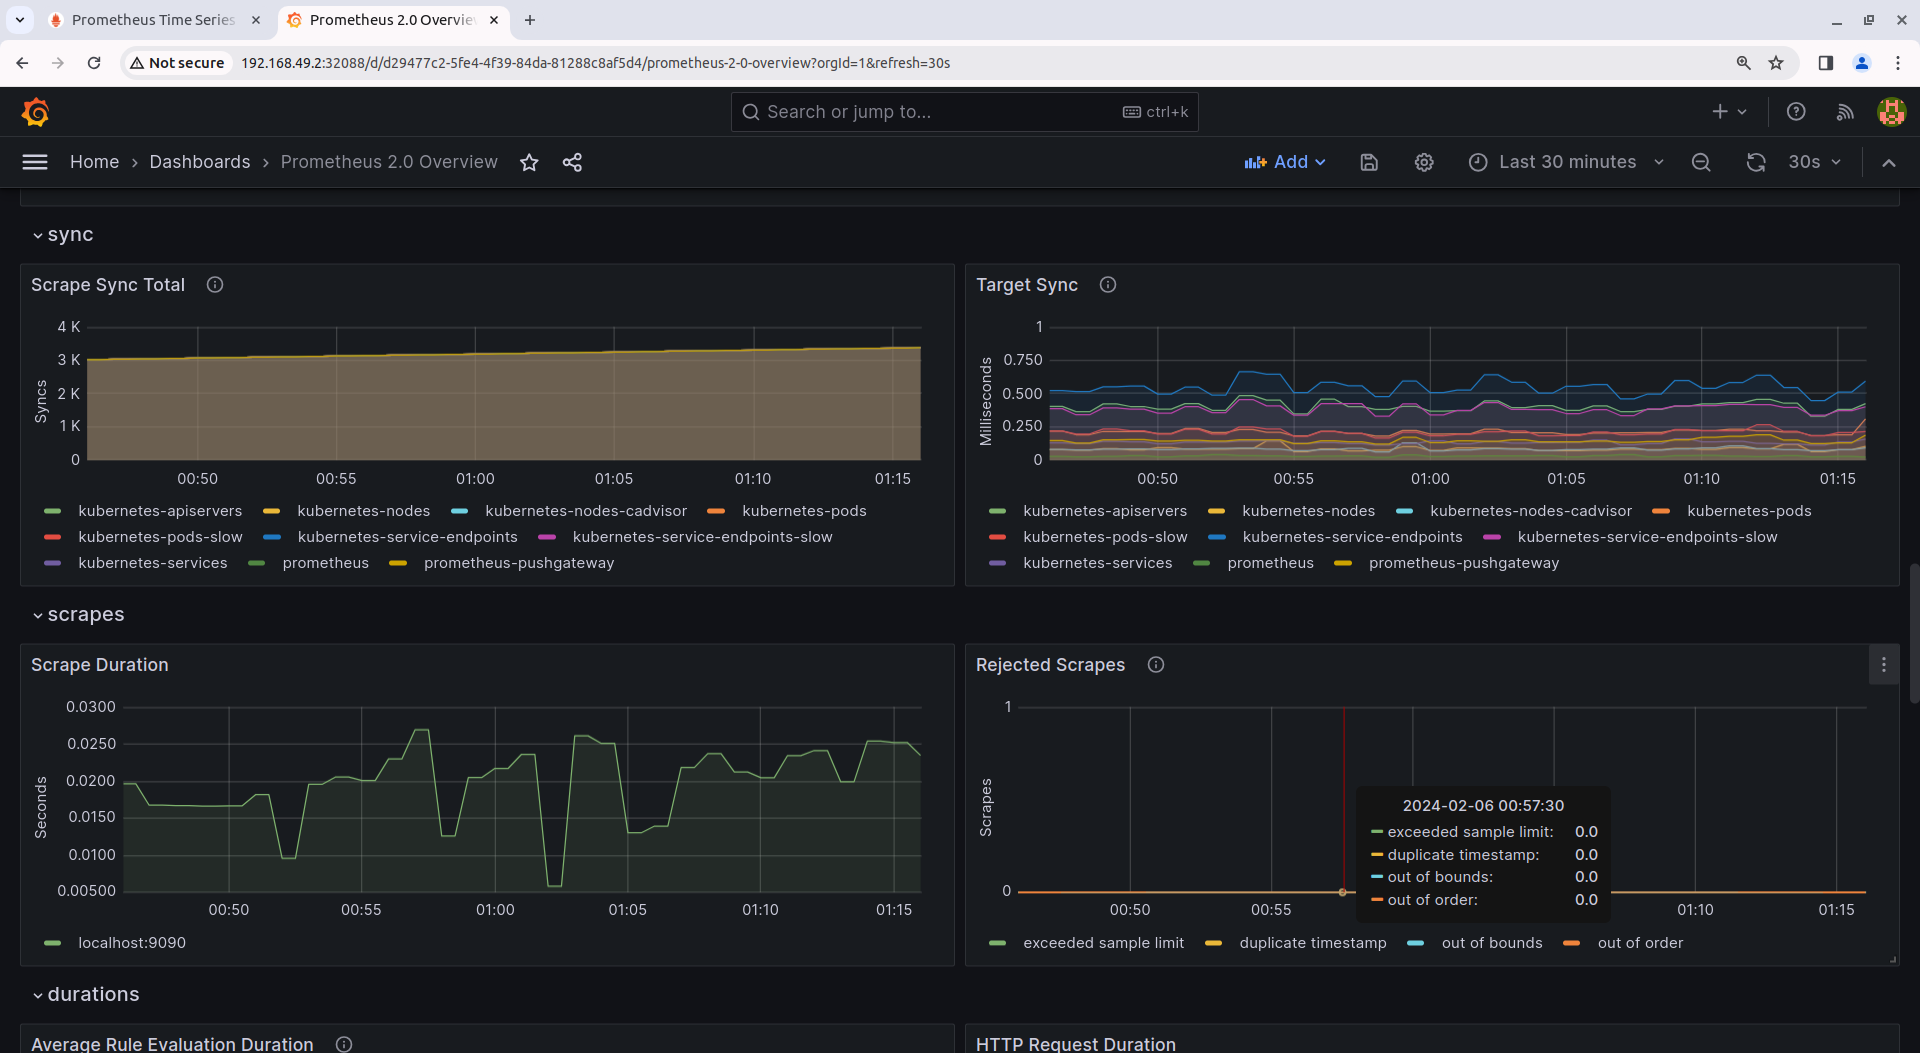 Prometheus Time Series
Prometheus 2.0 Overvie
Not secure
192.168.49.2:32088/d/d29477c2-5fe4-4f39-84da-81288c8af5d4/prometheus-2-0-overview?orgId=1&refresh=30s
Search or jump to...
ctrl+k
Home › Dashboards › Prometheus 2.0 Overview
Add
Last 30 minutes
30s
sync
Scrape Sync Total
Syncs
4 K
3 K
2 K
1 K
0
00:50 00:55 01:00 01:05 01:10 01:15
kubernetes-apiservers kubernetes-nodes kubernetes-nodes-cadvisor kubernetes-pods
kubernetes-pods-slow kubernetes-service-endpoints kubernetes-service-endpoints-slow
kubernetes-services prometheus prometheus-pushgateway
Target Sync
Milliseconds
1
0.750
0.500
0.250
0
00:50 00:55 01:00 01:05 01:10 01:15
kubernetes-apiservers kubernetes-nodes kubernetes-nodes-cadvisor kubernetes-pods
kubernetes-pods-slow kubernetes-service-endpoints kubernetes-service-endpoints-slow
kubernetes-services prometheus prometheus-pushgateway
scrapes
Scrape Duration
Seconds
0.0300
0.0250
0.0200
0.0150
0.0100
0.00500
00:50 00:55 01:00 01:05 01:10 01:15
localhost:9090
Rejected Scrapes
Scrapes
1
0
2024-02-06 00:57:30
exceeded sample limit: 0.0
duplicate timestamp: 0.0
out of bounds: 0.0
out of order: 0.0
00:50 00:55 01:10 01:15
exceeded sample limit duplicate timestamp out of bounds out of order
durations
Average Rule Evaluation Duration
HTTP Request Duration